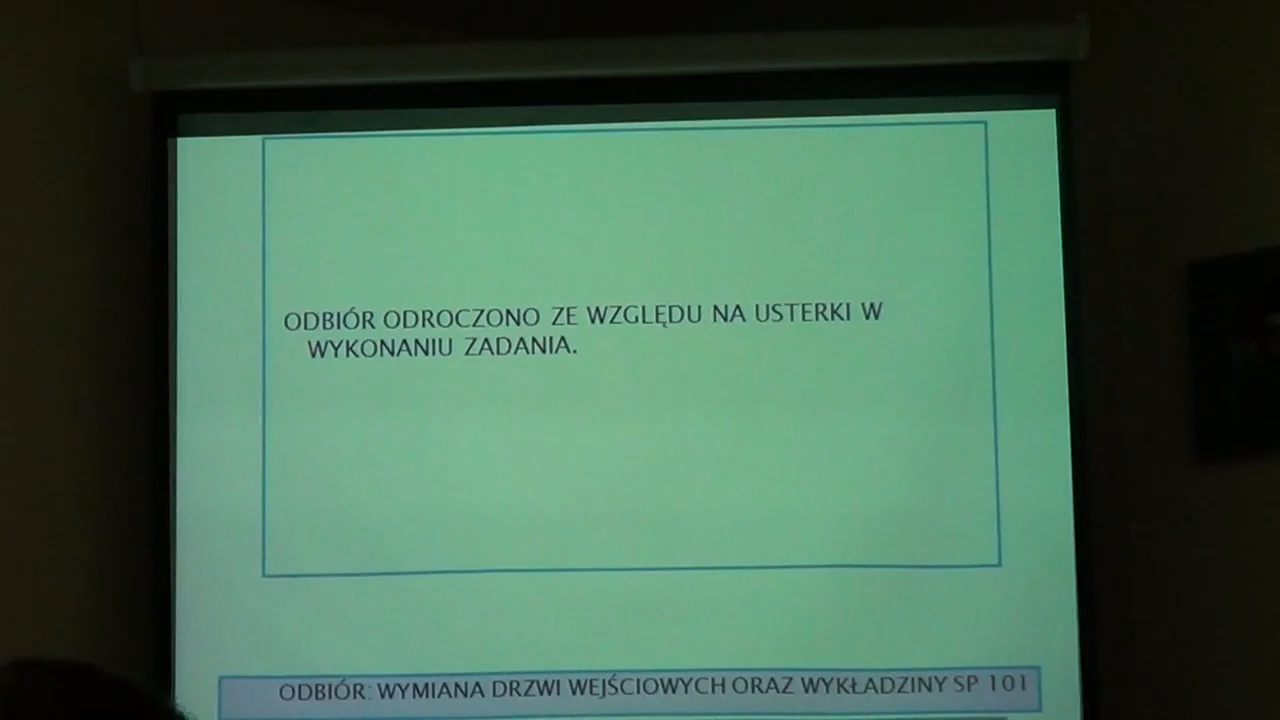 ODBIÓR ODROCZONO ZE WZGLĘDU NA USTERKI W
WYKONANIU ZADANIA.
ODBIÓR: WYMIANA DRZWI WEJŚCIOWYCH ORAZ WYKŁADZINY SP 101